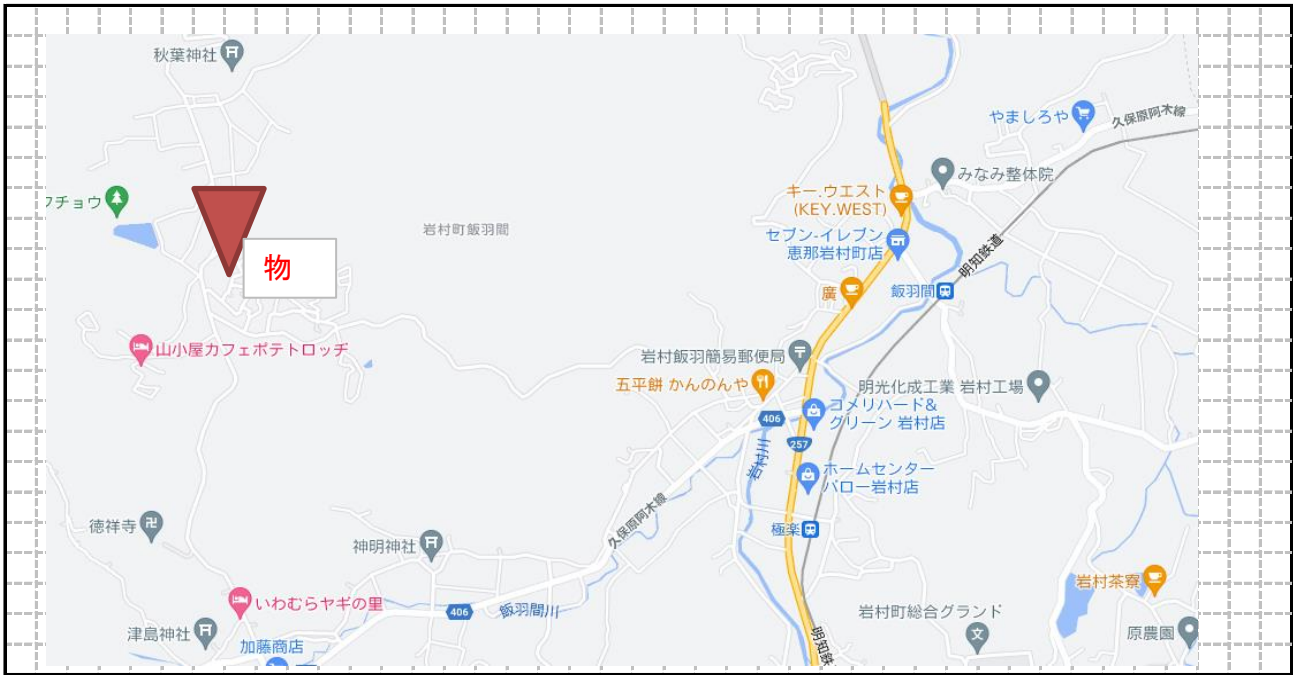 秋葉神社
やましろや
久保原阿木線
みなみ整体院
キー.ウエスト
(KEY.WEST)
フチョウ
岩村町飯羽間
セブン-イレブン
恵那岩村町店
明知鉄道
物
廣
飯羽間
山小屋カフェポテトロッヂ
岩村飯羽簡易郵便局
五平餅 かんのんや
明光化成工業 岩村工場
コメリハード&
グリーン 岩村店
406
257
岩村川
ホームセンター
バロー岩村店
久保原阿木線
徳祥寺
極楽
神明神社
岩村茶寮
いわむらヤギの里
406
飯羽間川
岩村町総合グランド
津島神社
加藤商店
明知鉄
原農園